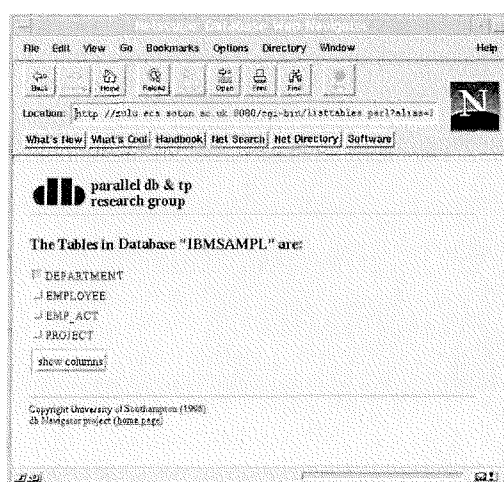 File Edit View Go Bookmarks Options Directory Window Help
Back Home Reload Open Print Find
Location: http //zulu ecs soton ac uk 8080/cgi-bin/listtables perl?alias=
N
What's New What's Cool Handbook Net Search Net Directory Software
db parallel db & tp
research group
The Tables in Database "IBMSAMPL" are:
DEPARTMENT
EMPLOYEE
EMP_ACT
PROJECT
show columns
Copyright University of Southampton (1996)
db Navigator project (home page)